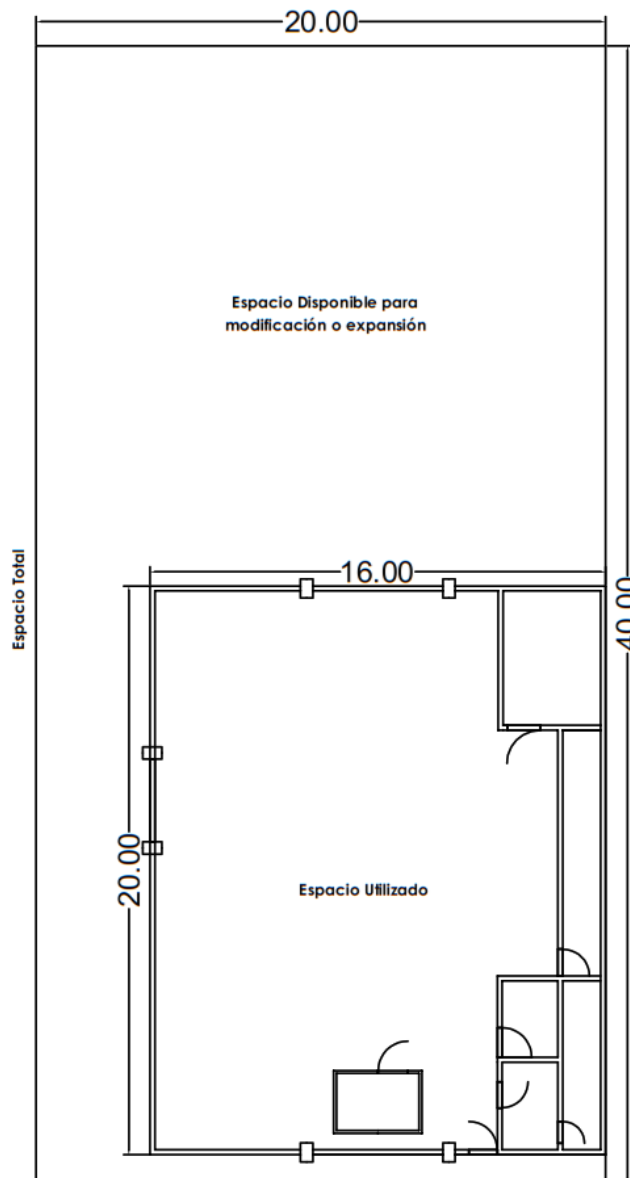 20.00
Espacio Disponible para
modificación o expansión
Espacio Total
16.00
40.00
20.00
Espacio Utilizado